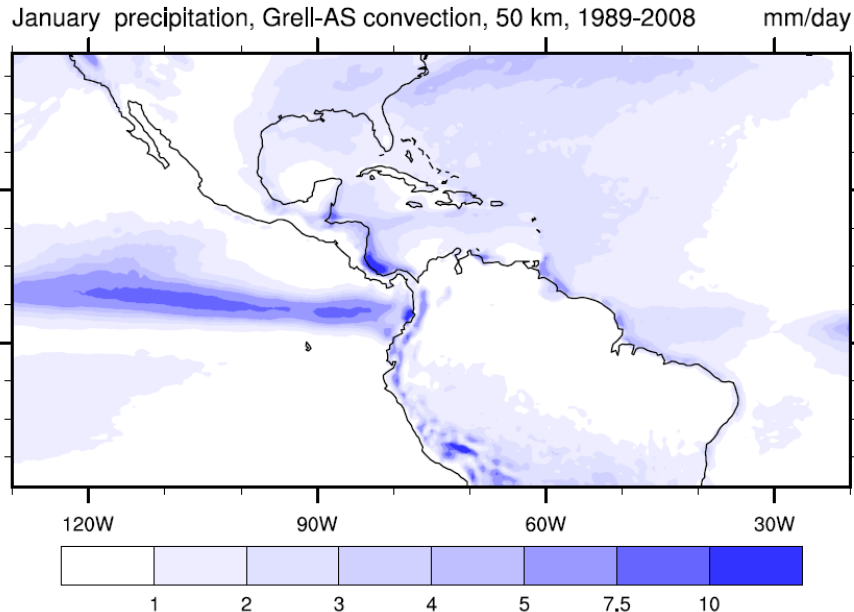 January precipitation, Grell-AS convection, 50 km, 1989-2008 mm/day
120W 90W 60W 30W
1 2 3 4 5 7.5 10